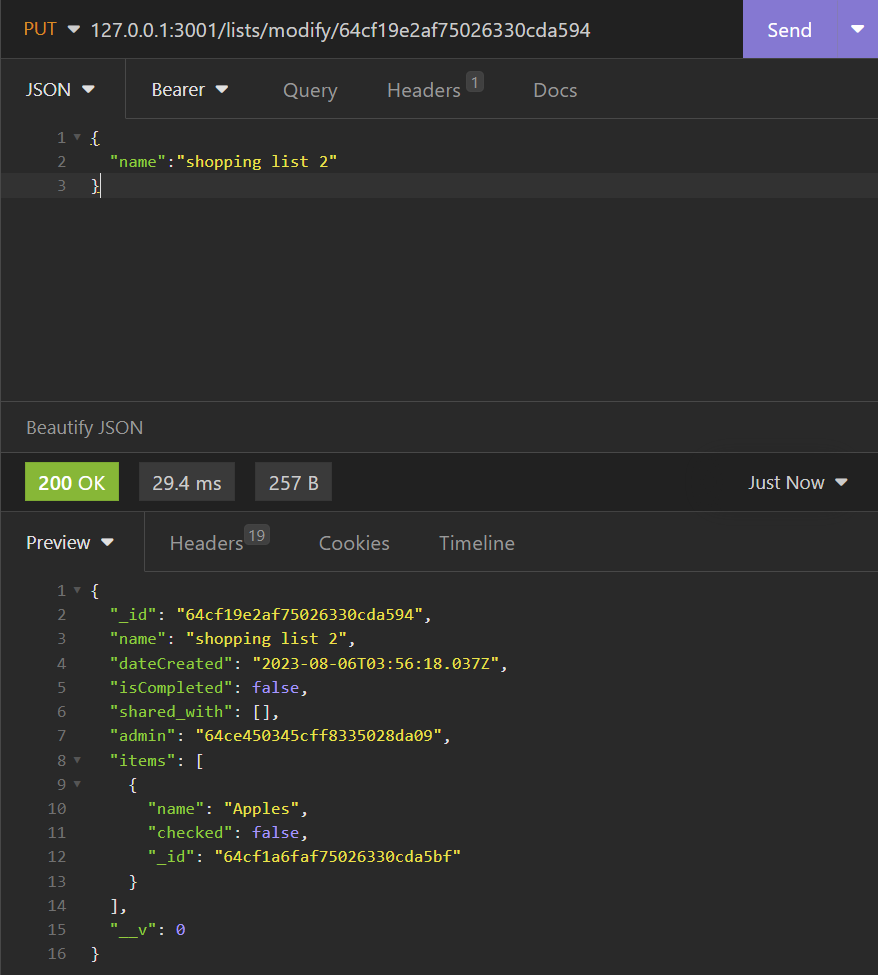 PUT 127.0.0.1:3001/lists/modify/64cf19e2af75026330cda594 Send
JSON Bearer Query Headers 1 Docs
1 {
2 "name":"shopping list 2"
3 }
Beautify JSON
200 OK 29.4 ms 257 B Just Now
Preview Headers 19 Cookies Timeline
1 {
2 "_id": "64cf19e2af75026330cda594",
3 "name": "shopping list 2",
4 "dateCreated": "2023-08-06T03:56:18.037Z",
5 "isCompleted": false,
6 "shared_with": [],
7 "admin": "64ce450345cff8335028da09",
8 "items": [
9 {
10 "name": "Apples",
11 "checked": false,
12 "_id": "64cf1a6faf75026330cda5bf"
13 }
14 ],
15 "__v": 0
16 }